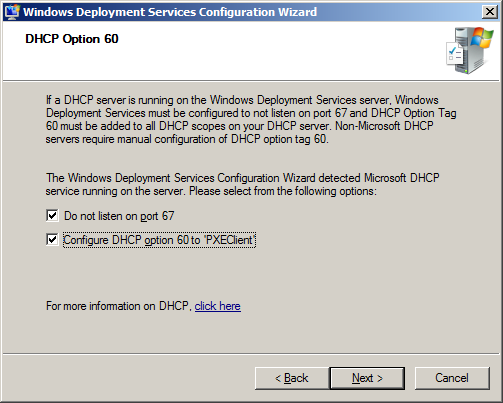 Windows Deployment Services Configuration Wizard
DHCP Option 60
If a DHCP server is running on the Windows Deployment Services server, Windows
Deployment Services must be configured to not listen on port 67 and DHCP Option Tag
60 must be added to all DHCP scopes on your DHCP server. Non-Microsoft DHCP
servers require manual configuration of DHCP option tag 60.
The Windows Deployment Services Configuration Wizard detected Microsoft DHCP
service running on the server. Please select from the following options:
Do not listen on port 67
Configure DHCP option 60 to 'PXEClient'
For more information on DHCP, click here
< Back
Next >
Cancel